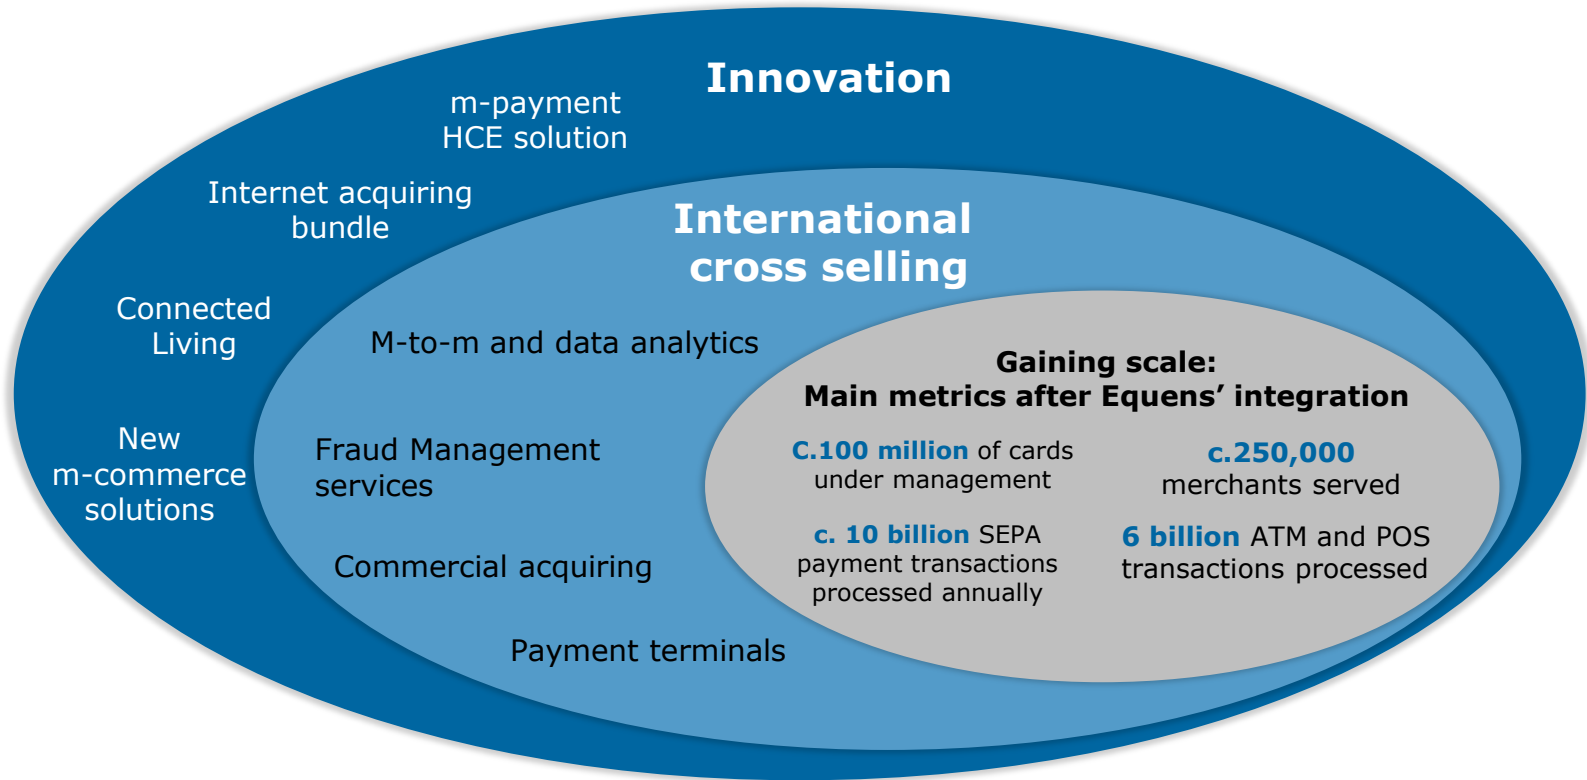 Innovation
m-payment
HCE solution
Internet acquiring
bundle
Connected
Living
New
m-commerce
solutions
International
cross selling
M-to-m and data analytics
Fraud Management
services
Commercial acquiring
Payment terminals
Gaining scale:
Main metrics after Equens’ integration
C.100 million of cards
under management
c.250,000
merchants served
c. 10 billion SEPA
payment transactions
processed annually
6 billion ATM and POS
transactions processed